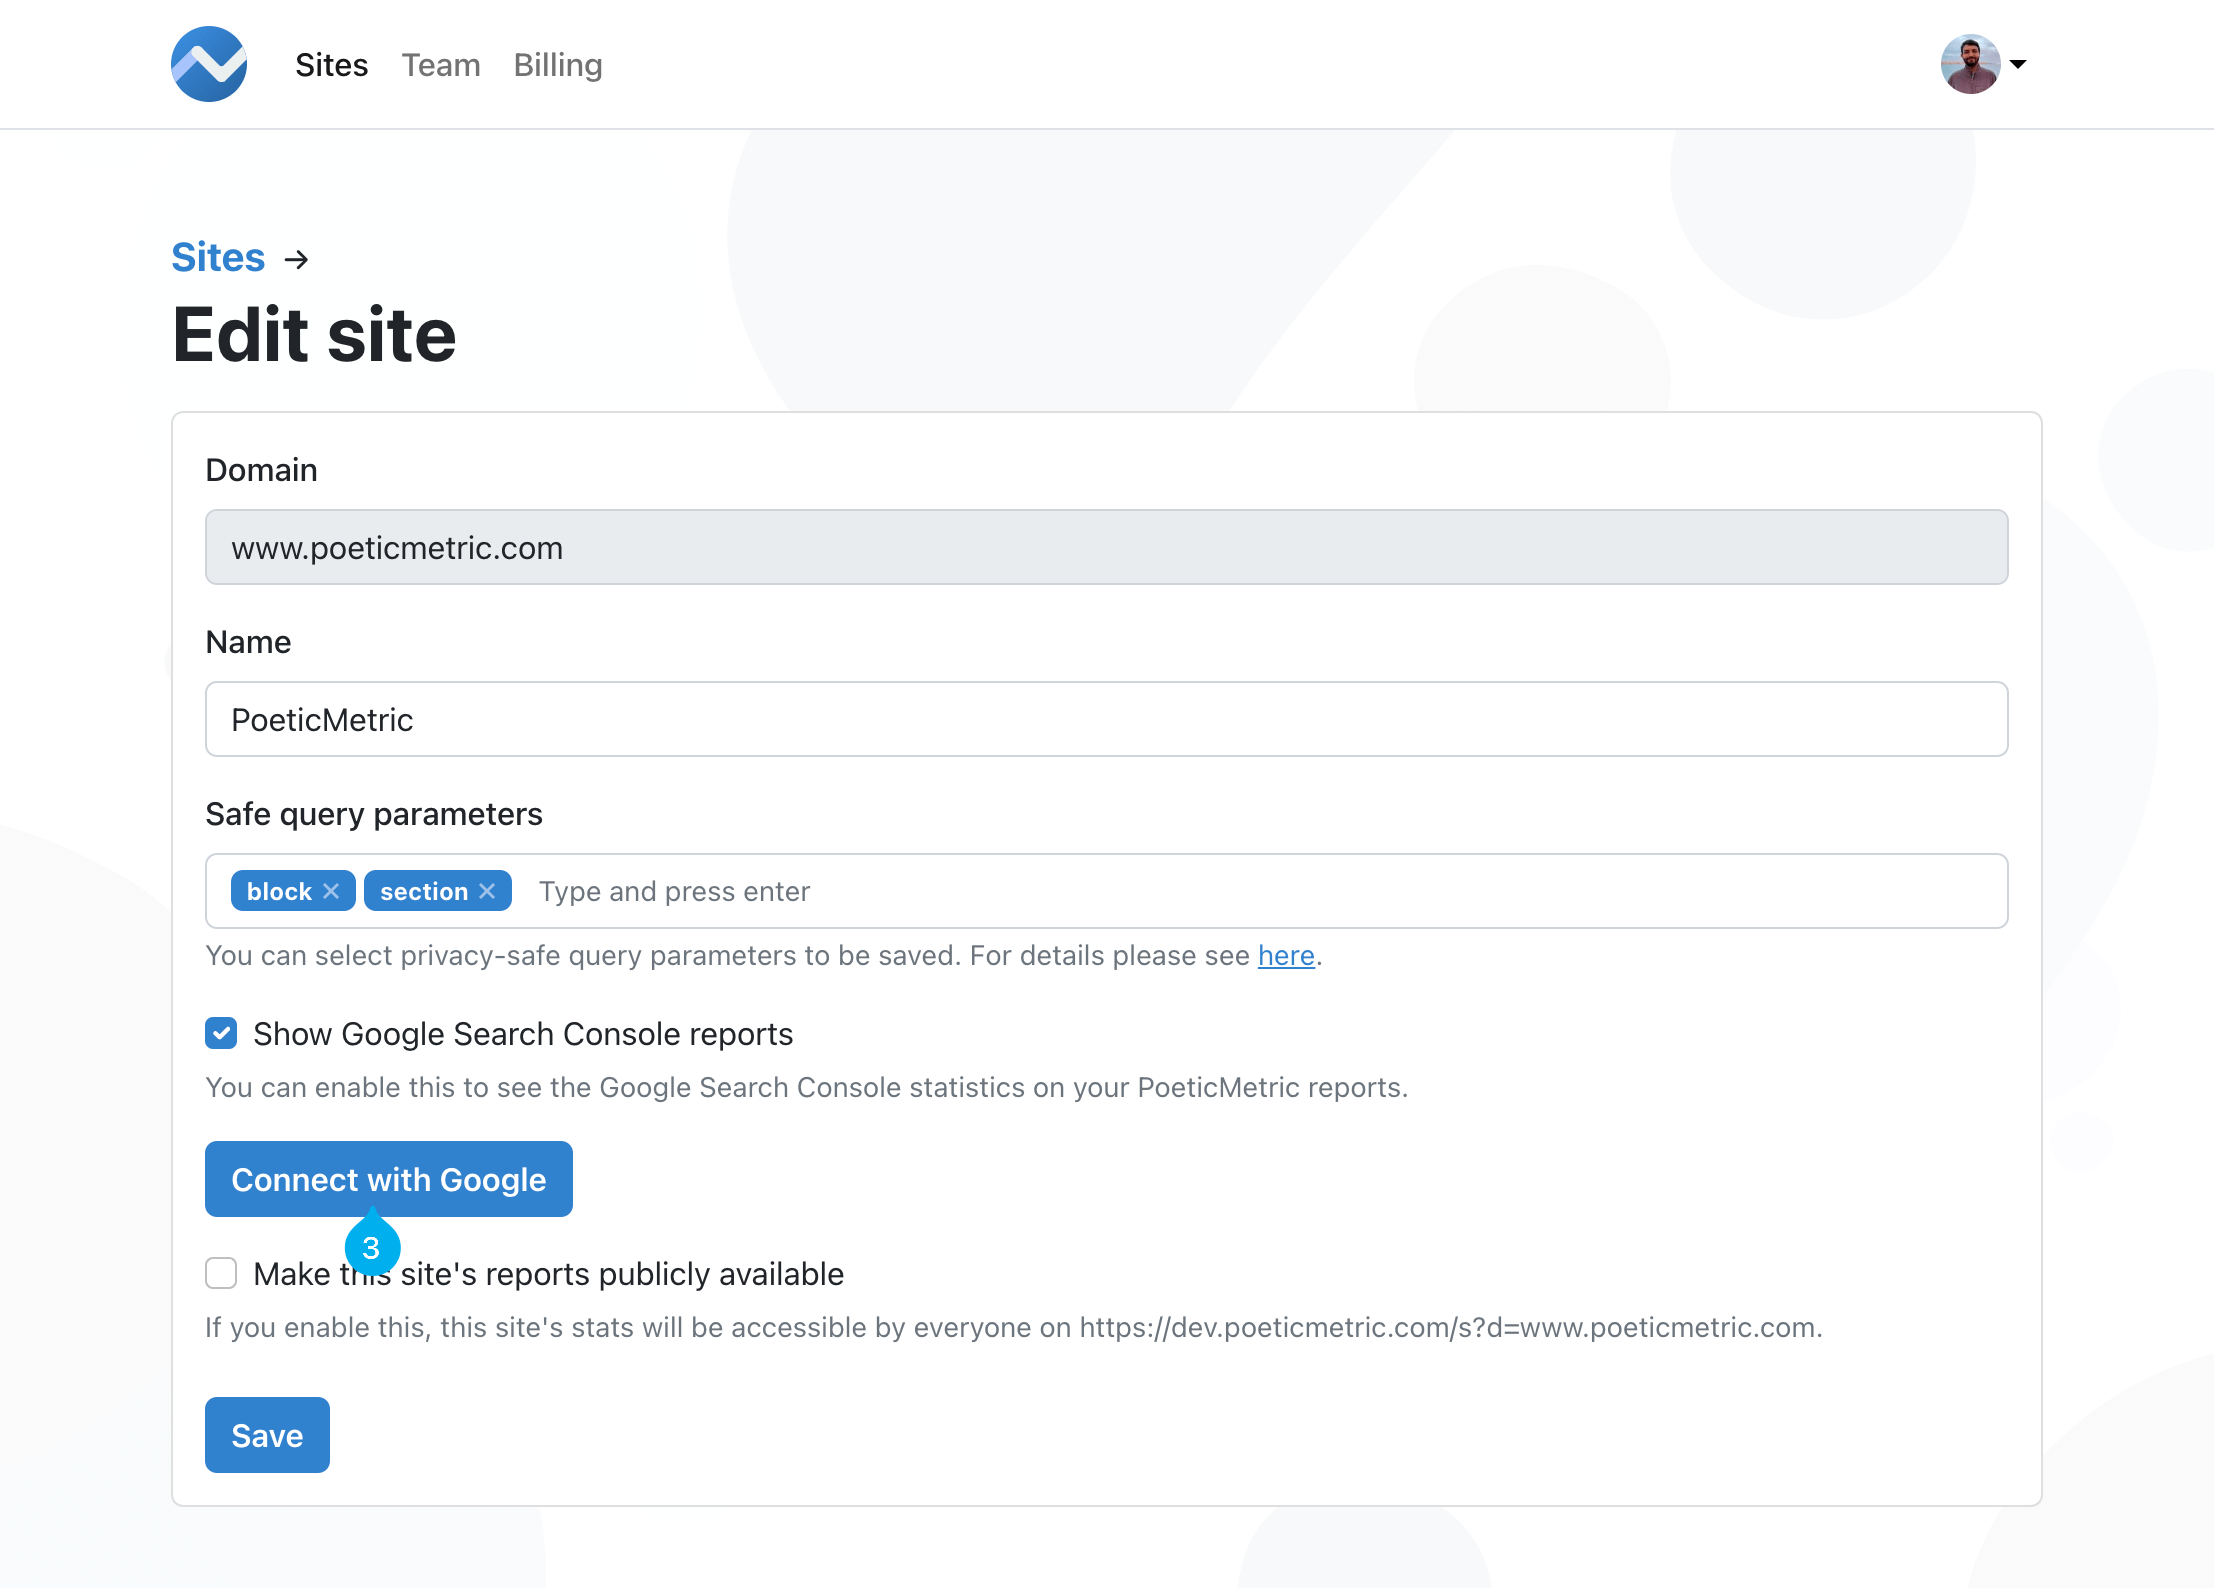 Sites Team Billing
Sites →
Edit site
Domain
www.poeticmetric.com
Name
PoeticMetric
Safe query parameters
block × section × Type and press enter
You can select privacy-safe query parameters to be saved. For details please see here.
Show Google Search Console reports
You can enable this to see the Google Search Console statistics on your PoeticMetric reports.
Connect with Google
3
Make this site's reports publicly available
If you enable this, this site's stats will be accessible by everyone on https://dev.poeticmetric.com/s?d=www.poeticmetric.com.
Save